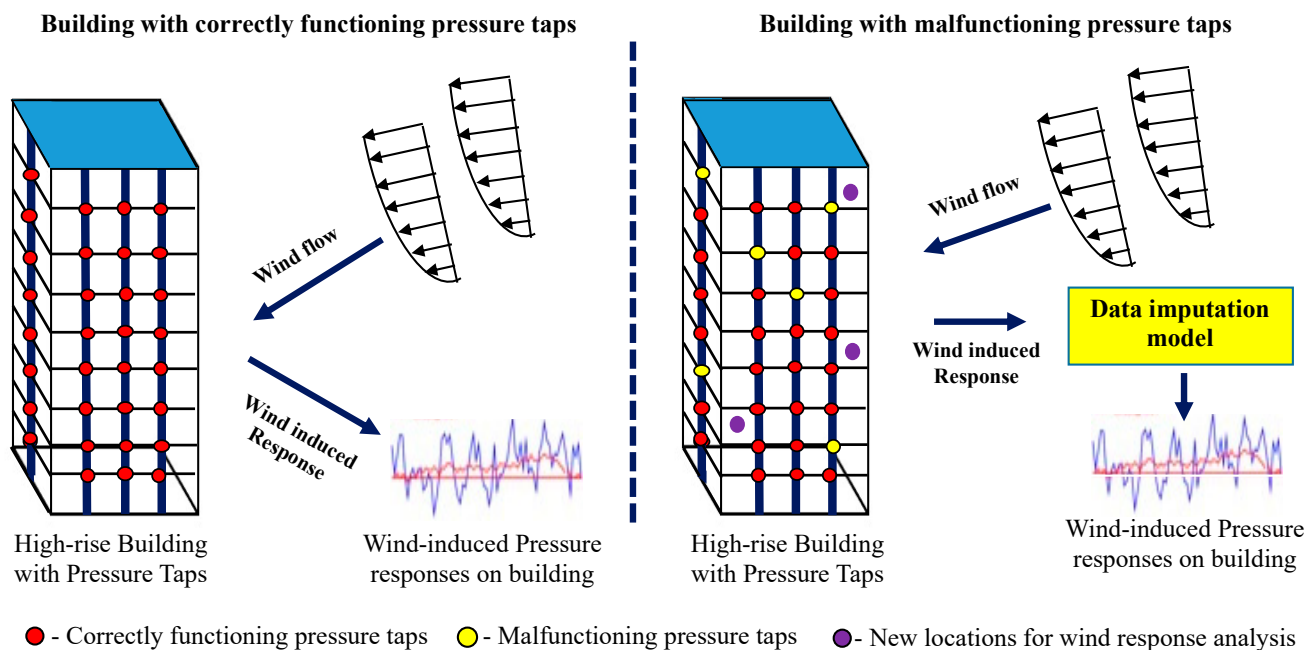 Building with correctly functioning pressure taps
Wind flow
Wind induced
Response
High-rise Building
with Pressure Taps
Wind-induced Pressure
responses on building
Building with malfunctioning pressure taps
Wind flow
Wind induced
Response
Data imputation
model
High-rise Building
with Pressure Taps
Wind-induced Pressure
responses on building
- Correctly functioning pressure taps
- Malfunctioning pressure taps
- New locations for wind response analysis